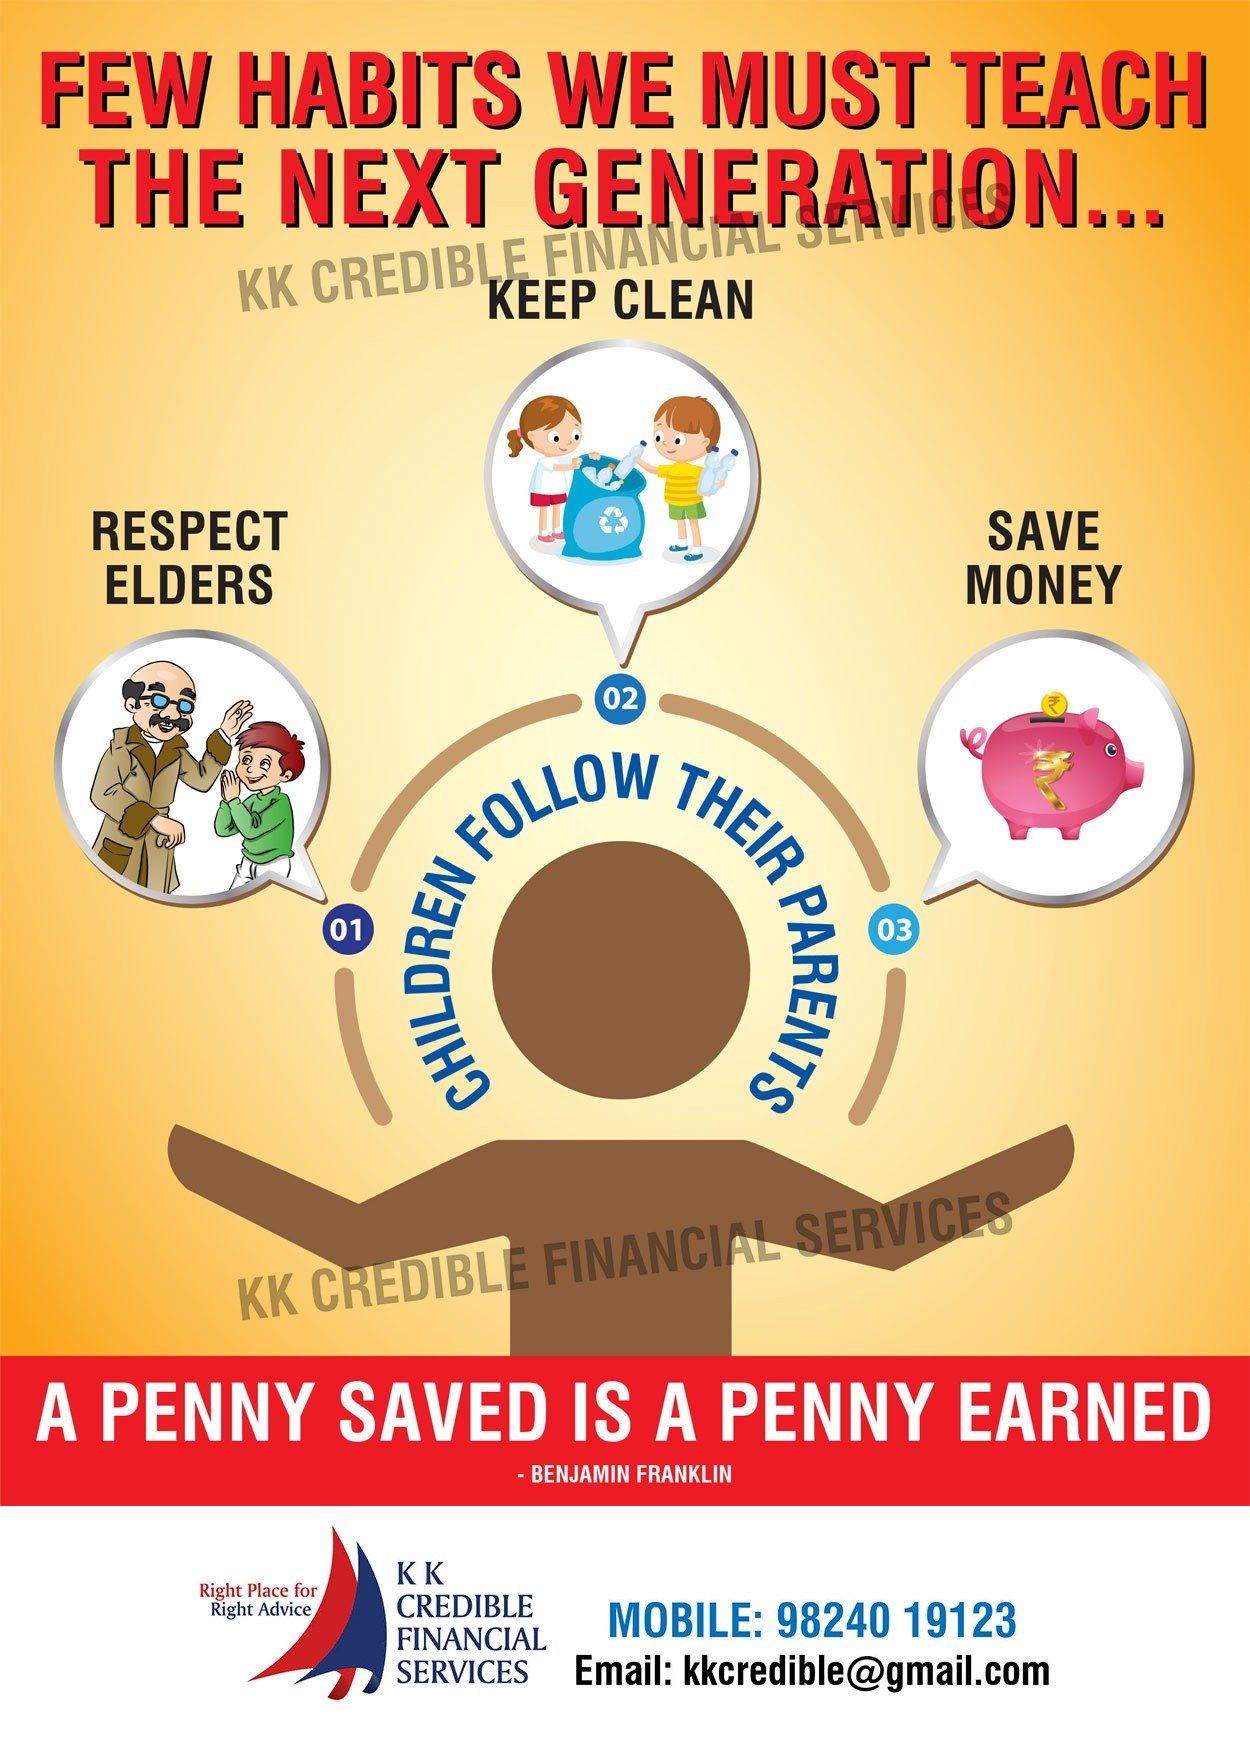 FEW HABITS WE MUST TEACH
THE NEXT GENERATION...
KK CREDIBLE FINANCIAL SERVICES
KEEP CLEAN
RESPECT
ELDERS
SAVE
MONEY
02
01
03
CHILDREN FOLLOW THEIR PARENTS
₹
₹
KK CREDIBLE FINANCIAL SERVICES
A PENNY SAVED IS A PENNY EARNED
- BENJAMIN FRANKLIN
Right Place for
Right Advice
K K
CREDIBLE
FINANCIAL
SERVICES
MOBILE: 98240 19123
Email: kkcredible@gmail.com